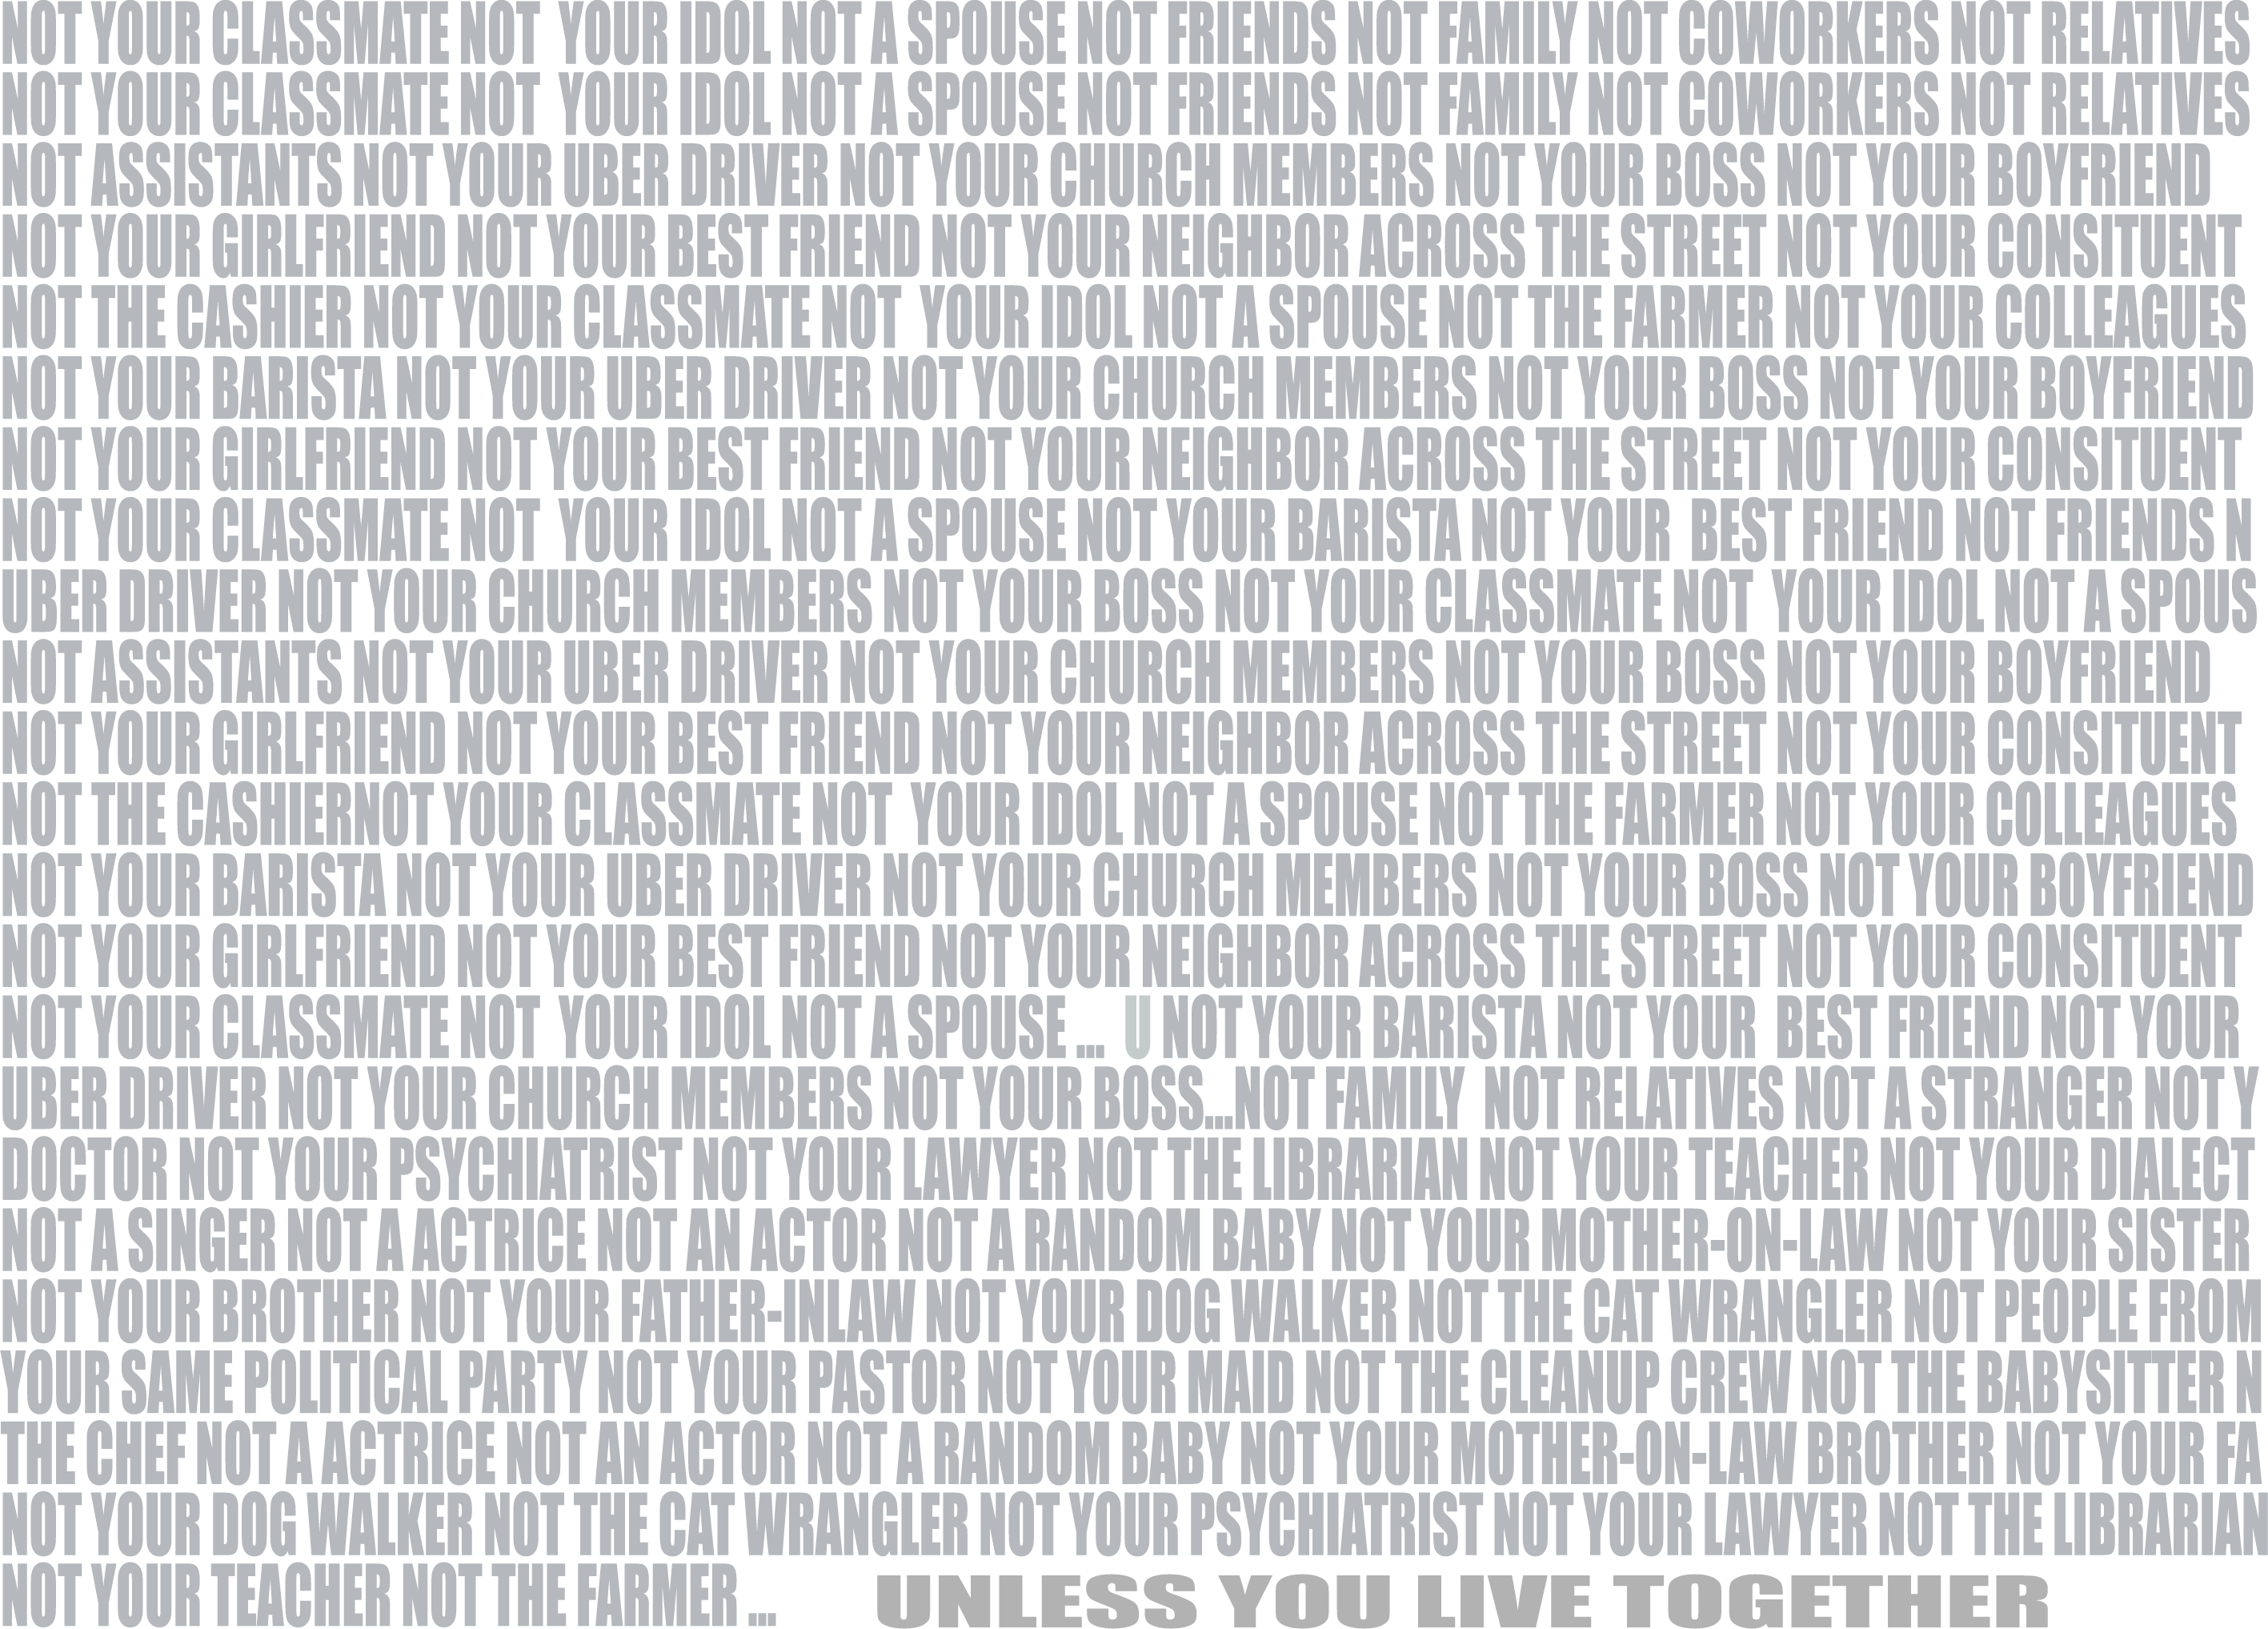 NOT YOUR CLASSMATE NOT  YOUR IDOL NOT A SPOUSE NOT FRIENDS NOT FAMILY NOT COWORKERS NOT RELATIVES
NOT YOUR CLASSMATE NOT  YOUR IDOL NOT A SPOUSE NOT FRIENDS NOT FAMILY NOT COWORKERS NOT RELATIVES
NOT ASSISTANTS NOT YOUR UBER DRIVER NOT YOUR CHURCH MEMBERS NOT YOUR BOSS NOT YOUR BOYFRIEND
NOT YOUR GIRLFRIEND NOT YOUR BEST FRIEND NOT YOUR NEIGHBOR ACROSS THE STREET NOT YOUR CONSITUENT
NOT THE CASHIER NOT YOUR CLASSMATE NOT  YOUR IDOL NOT A SPOUSE NOT THE FARMER NOT YOUR COLLEAGUES
NOT YOUR BARISTA NOT YOUR UBER DRIVER NOT YOUR CHURCH MEMBERS NOT YOUR BOSS NOT YOUR BOYFRIEND
NOT YOUR GIRLFRIEND NOT YOUR BEST FRIEND NOT YOUR NEIGHBOR ACROSS THE STREET NOT YOUR CONSITUENT
NOT YOUR CLASSMATE NOT  YOUR IDOL NOT A SPOUSE NOT YOUR BARISTA NOT YOUR  BEST FRIEND NOT FRIENDS N
UBER DRIVER NOT YOUR CHURCH MEMBERS NOT YOUR BOSS NOT YOUR CLASSMATE NOT  YOUR IDOL NOT A SPOUS
NOT ASSISTANTS NOT YOUR UBER DRIVER NOT YOUR CHURCH MEMBERS NOT YOUR BOSS NOT YOUR BOYFRIEND
NOT YOUR GIRLFRIEND NOT YOUR BEST FRIEND NOT YOUR NEIGHBOR ACROSS THE STREET NOT YOUR CONSITUENT
NOT THE CASHIERNOT YOUR CLASSMATE NOT  YOUR IDOL NOT A SPOUSE NOT THE FARMER NOT YOUR COLLEAGUES
NOT YOUR BARISTA NOT YOUR UBER DRIVER NOT YOUR CHURCH MEMBERS NOT YOUR BOSS NOT YOUR BOYFRIEND
NOT YOUR GIRLFRIEND NOT YOUR BEST FRIEND NOT YOUR NEIGHBOR ACROSS THE STREET NOT YOUR CONSITUENT
NOT YOUR CLASSMATE NOT  YOUR IDOL NOT A SPOUSE ...  U NOT YOUR BARISTA NOT YOUR  BEST FRIEND NOT YOUR
UBER DRIVER NOT YOUR CHURCH MEMBERS NOT YOUR BOSS...NOT FAMILY  NOT RELATIVES NOT A STRANGER NOT Y
DOCTOR NOT YOUR PSYCHIATRIST NOT YOUR LAWYER NOT THE LIBRARIAN NOT YOUR TEACHER NOT YOUR DIALECT
NOT A SINGER NOT A ACTRICE NOT AN ACTOR NOT A RANDOM BABY NOT YOUR MOTHER-ON-LAW NOT YOUR SISTER
NOT YOUR BROTHER NOT YOUR FATHER-INLAW NOT YOUR DOG WALKER NOT THE CAT WRANGLER NOT PEOPLE FROM
YOUR SAME POLITICAL PARTY NOT YOUR PASTOR NOT YOUR MAID NOT THE CLEANUP CREW NOT THE BABYSITTER N
THE CHEF NOT A ACTRICE NOT AN ACTOR NOT A RANDOM BABY NOT YOUR MOTHER-ON-LAW BROTHER NOT YOUR FA
NOT YOUR DOG WALKER NOT THE CAT WRANGLER NOT YOUR PSYCHIATRIST NOT YOUR LAWYER NOT THE LIBRARIAN
NOT YOUR TEACHER NOT THE FARMER ... UNLESS YOU LIVE TOGETHER